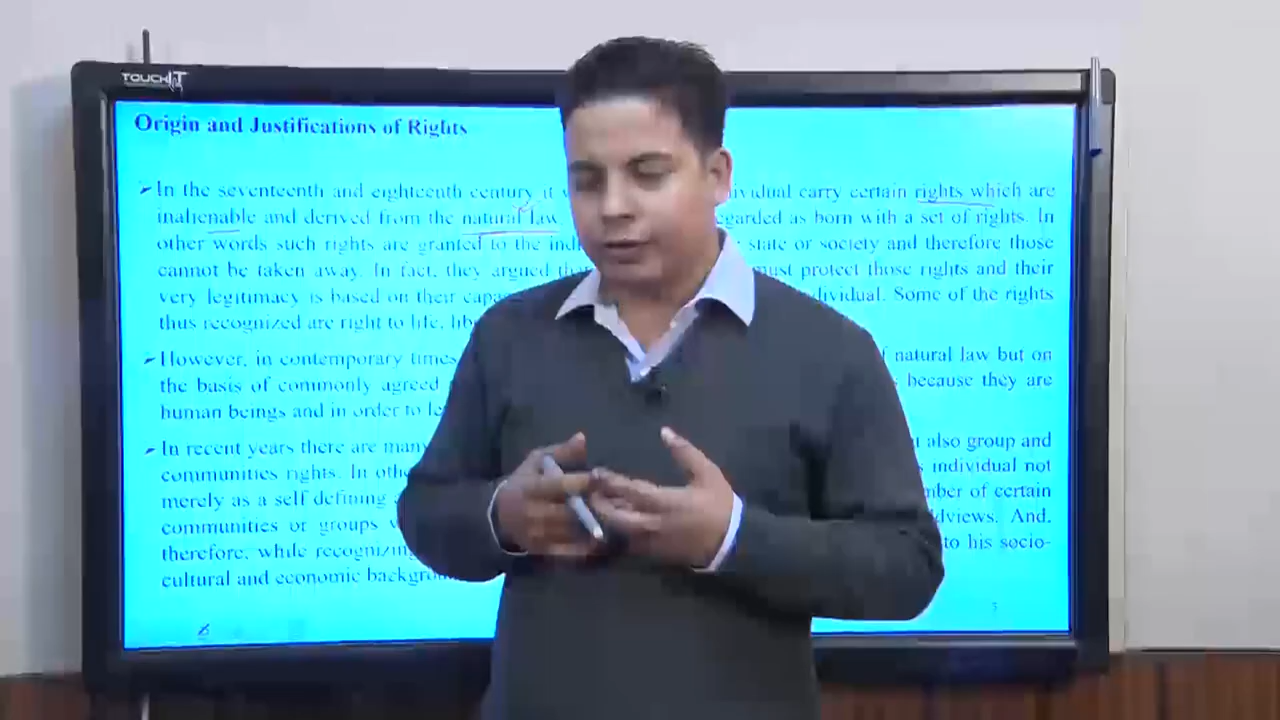 TOUCHIT
Origin and Justifications of Rights
➢ In the seventeenth and eighteenth century it ividual carry certain rights which are
inalienable and derived from the natural law egarded as born with a set of rights. In
other words such rights are granted to the indi state or society and therefore those
cannot be taken away. In fact, they argued tha must protect those rights and their
very legitimacy is based on their capa dividual. Some of the rights
thus recognized are right to life, lib
➢ However, in contemporary times f natural law but on
the basis of commonly agreed because they are
human beings and in order to le
➢ In recent years there are many also group and
communities rights. In othe individual not
merely as a self defining mber of certain
communities or groups ldviews. And,
therefore, while recognizing to his socio-
cultural and economic backgrou
5